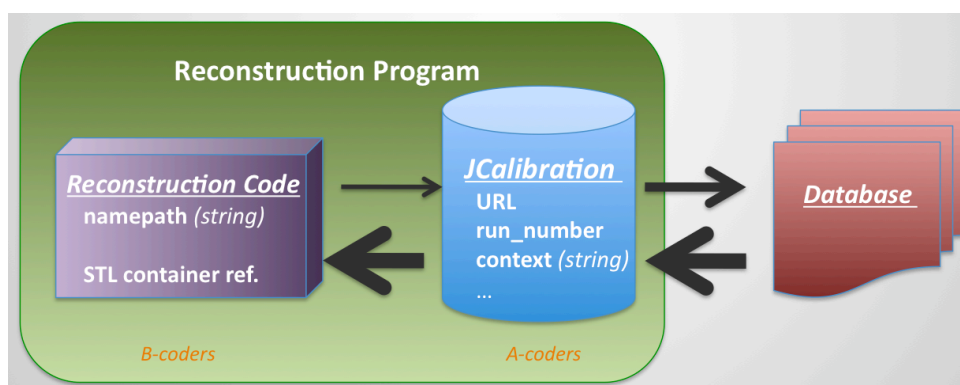 Reconstruction Program
Reconstruction Code
namepath (string)
STL container ref.
B-coders
JCalibration
URL
run_number
context (string)
...
A-coders
Database